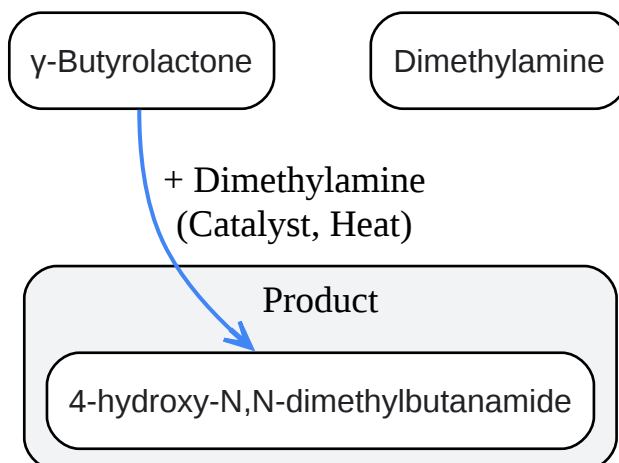 γ-Butyrolactone
Dimethylamine
+ Dimethylamine
(Catalyst, Heat)
Product
4-hydroxy-N,N-dimethylbutanamide